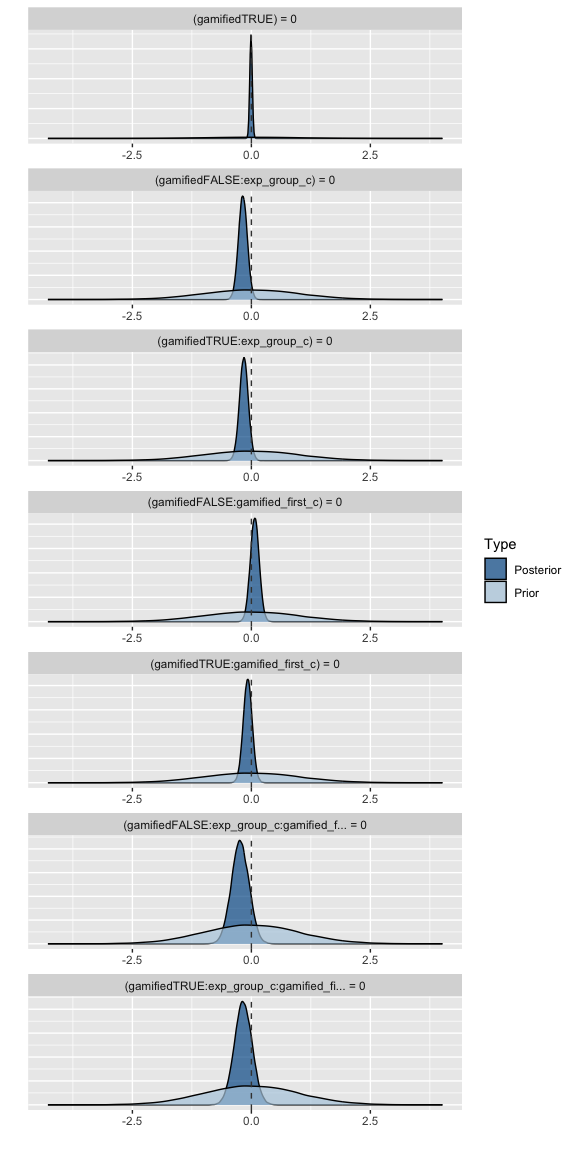 (gamifiedTRUE) = 0
-2.5 0.0 2.5
(gamifiedFALSE:exp_group_c) = 0
-2.5 0.0 2.5
(gamifiedTRUE:exp_group_c) = 0
-2.5 0.0 2.5
(gamifiedFALSE:gamified_first_c) = 0
-2.5 0.0 2.5
Type
Posterior
Prior
(gamifiedTRUE:gamified_first_c) = 0
-2.5 0.0 2.5
(gamifiedFALSE:exp_group_c:gamified_f... = 0
-2.5 0.0 2.5
(gamifiedTRUE:exp_group_c:gamified_fi... = 0
-2.5 0.0 2.5